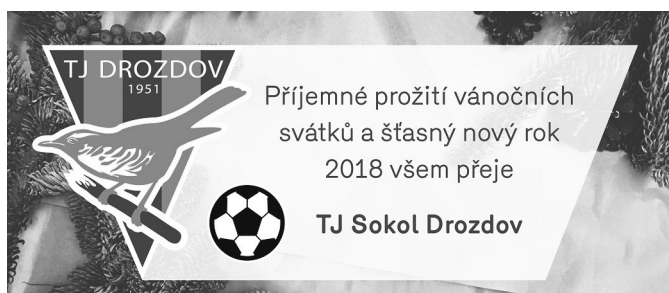 TJ DROZDOV
1951
Příjemné prožití vánočních
svátků a šťasný nový rok
2018 všem přeje
TJ Sokol Drozdov